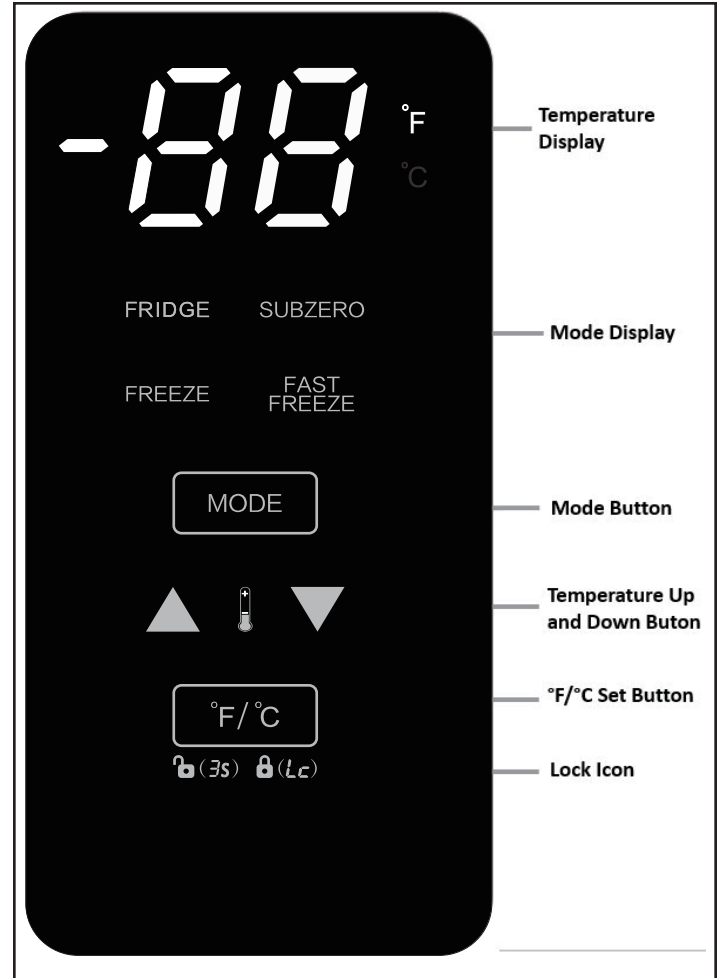 -88
°F
°C
Temperature
Display
FRIDGE
SUBZERO
Mode Display
FREEZE
FAST
FREEZE
MODE
Mode Button
Temperature Up
and Down Buton
°F/°C
°F/°C Set Button
(3s)
(Lc)
Lock Icon